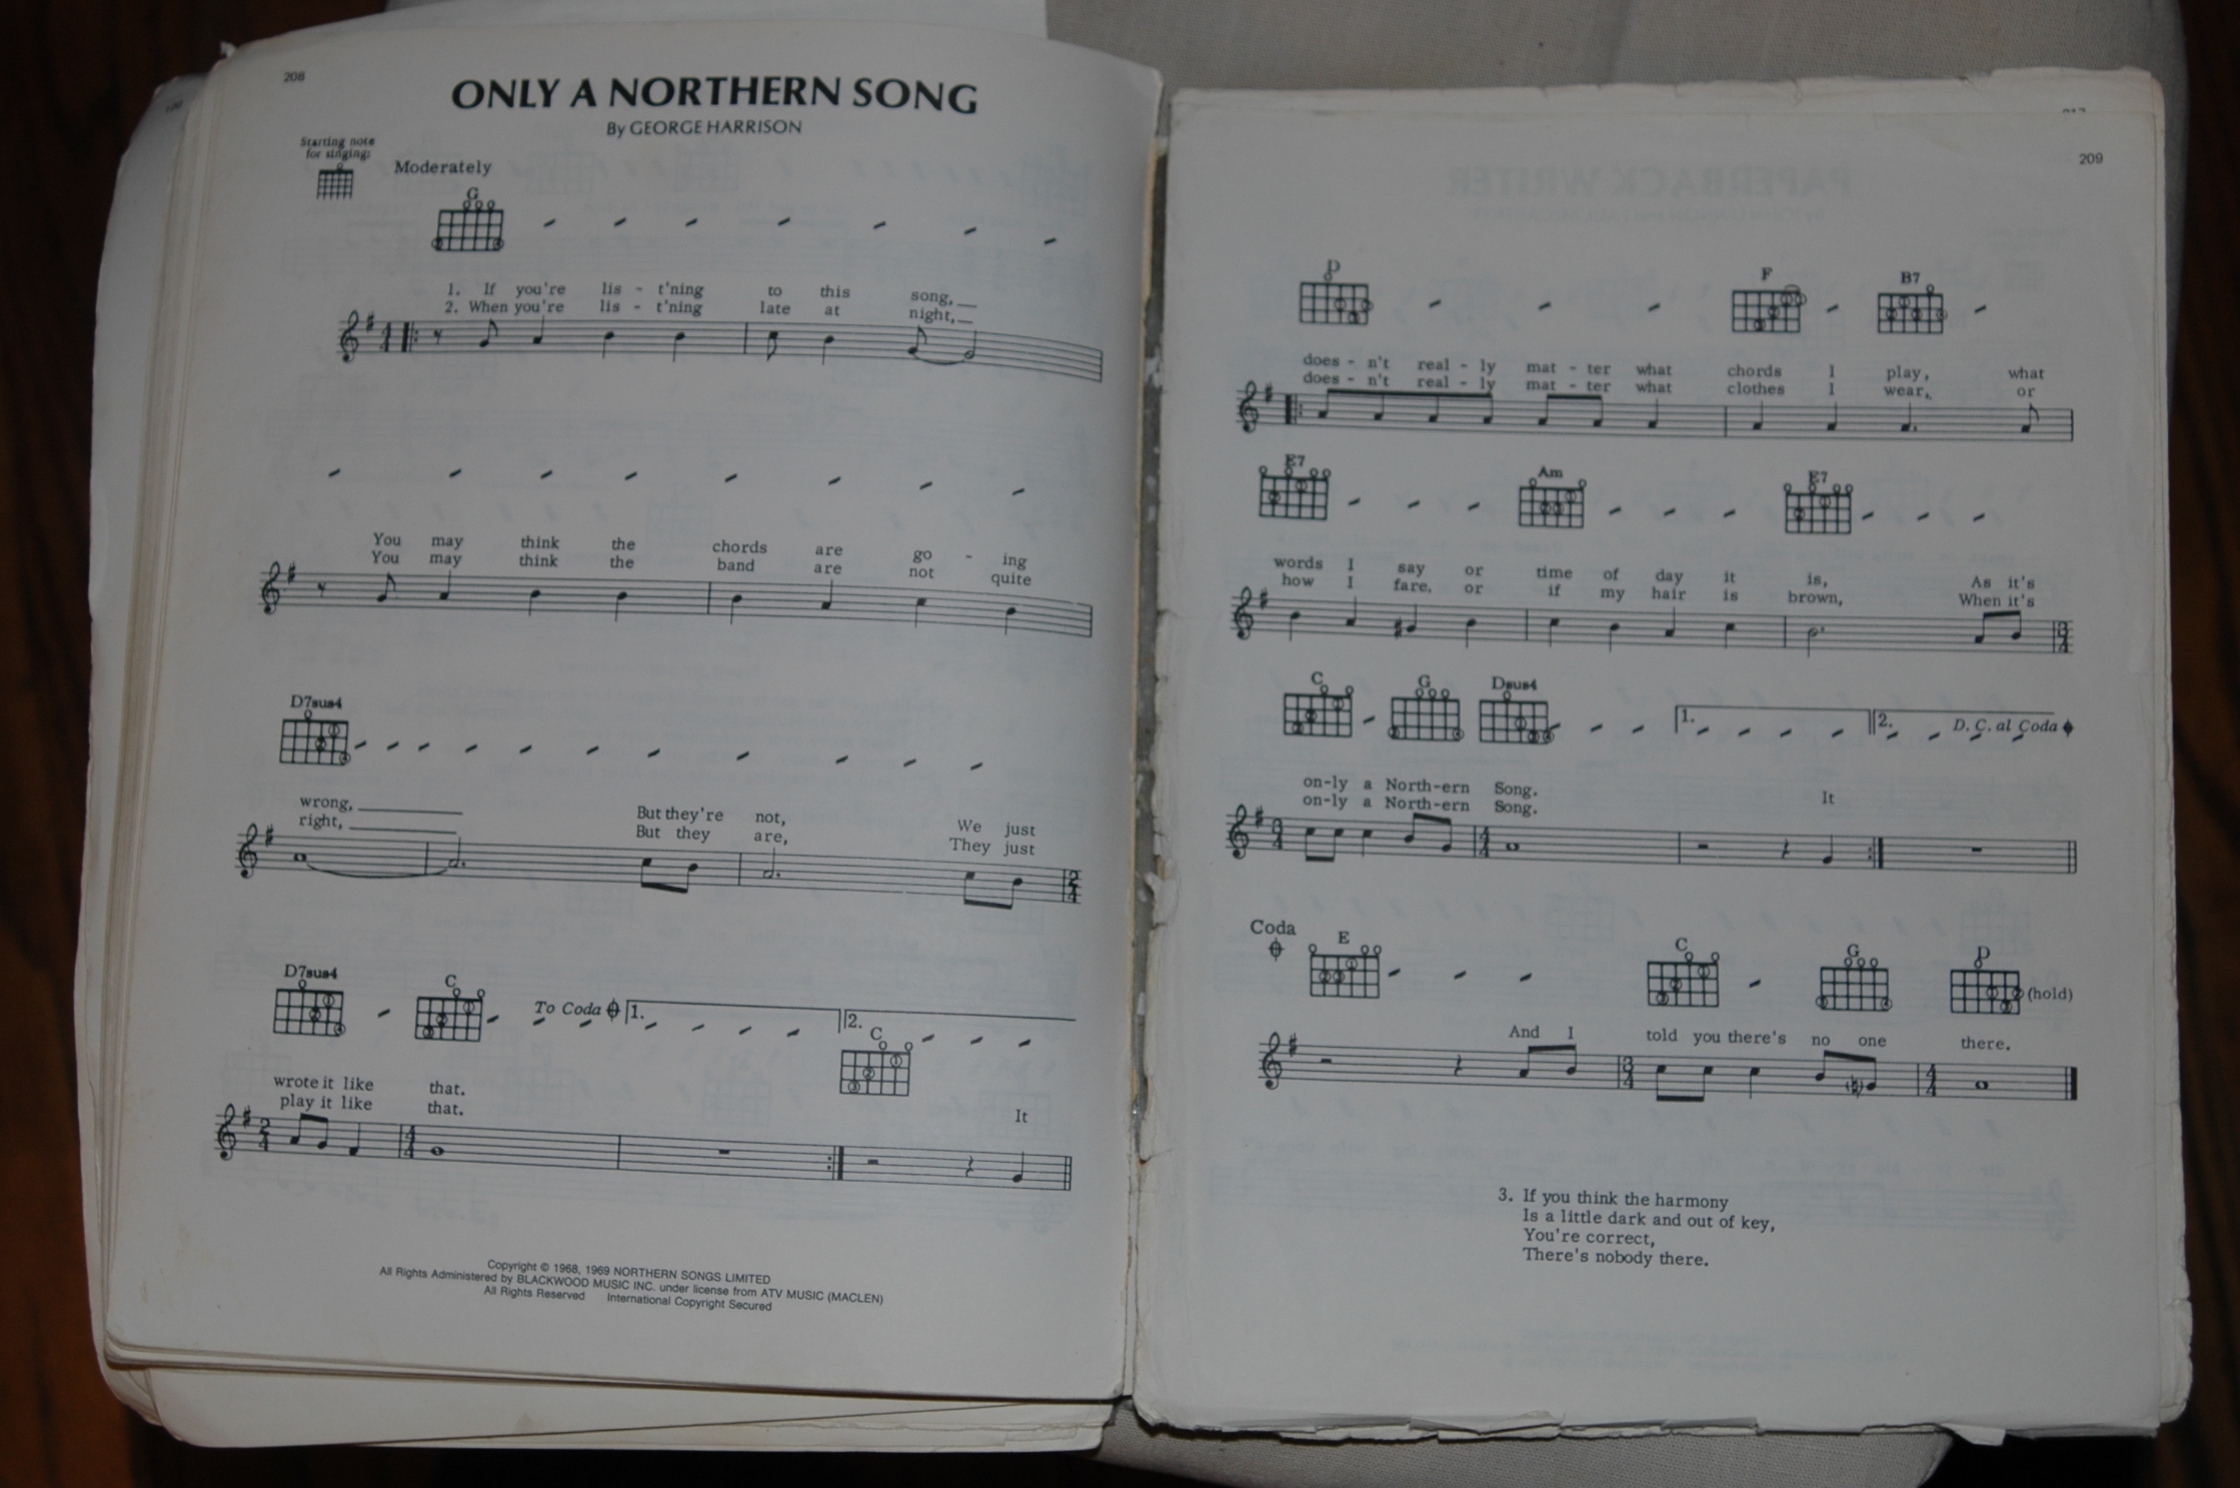 208
ONLY A NORTHERN SONG
By GEORGE HARRISON
Starting note
for singing:
Moderately
G
1. If you're lis - t'ning to this song,
2. When you're lis - t'ning late at night,
You may think the chords are go - ing
You may think the band are not quite
D7sus4
wrong, But they're not, We just
right, But they are, They just
D7sus4 C To Coda 1. 2. C
wrote it like that.
play it like that. It
Copyright © 1968, 1969 NORTHERN SONGS LIMITED
All Rights Administered by BLACKWOOD MUSIC INC. under license from ATV MUSIC (MACLEN)
All Rights Reserved International Copyright Secured
209
D F B7
does - n't real - ly mat - ter what chords I play, what
does - n't real - ly mat - ter what clothes I wear, or
E7 Am E7
words I say or time of day it is, As it's
how I fare, or if my hair is brown, When it's
C G Dsus4 1. 2. D. C. al Coda
on-ly a North-ern Song. It
on-ly a North-ern Song.
Coda E C G D (hold)
And I told you there's no one there.
3. If you think the harmony
Is a little dark and out of key,
You're correct,
There's nobody there.